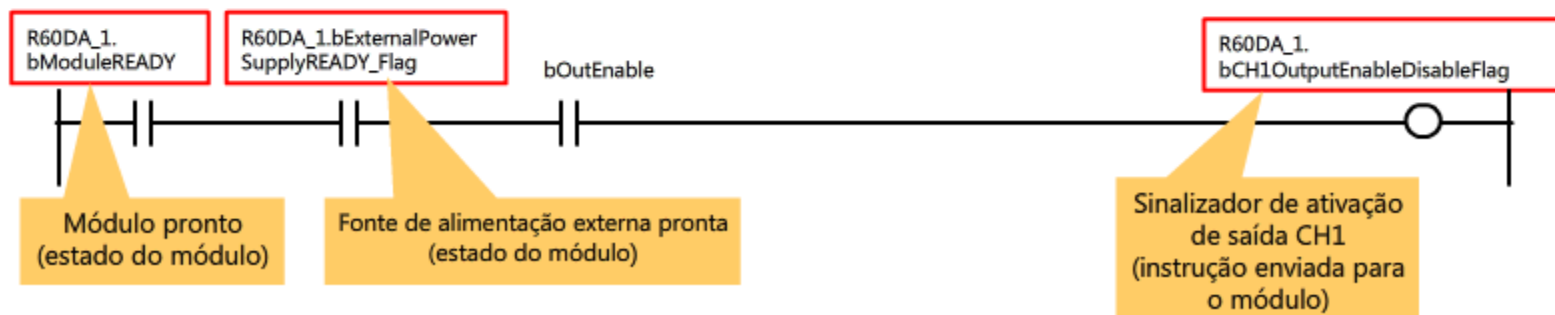 R60DA_1.
bModuleREADY
R60DA_1.bExternalPower
SupplyREADY_Flag
bOutEnable
R60DA_1.
bCH1OutputEnableDisableFlag
Módulo pronto
(estado do módulo)
Fonte de alimentação externa pronta
(estado do módulo)
Sinalizador de ativação
de saída CH1
(instrução enviada para
o módulo)